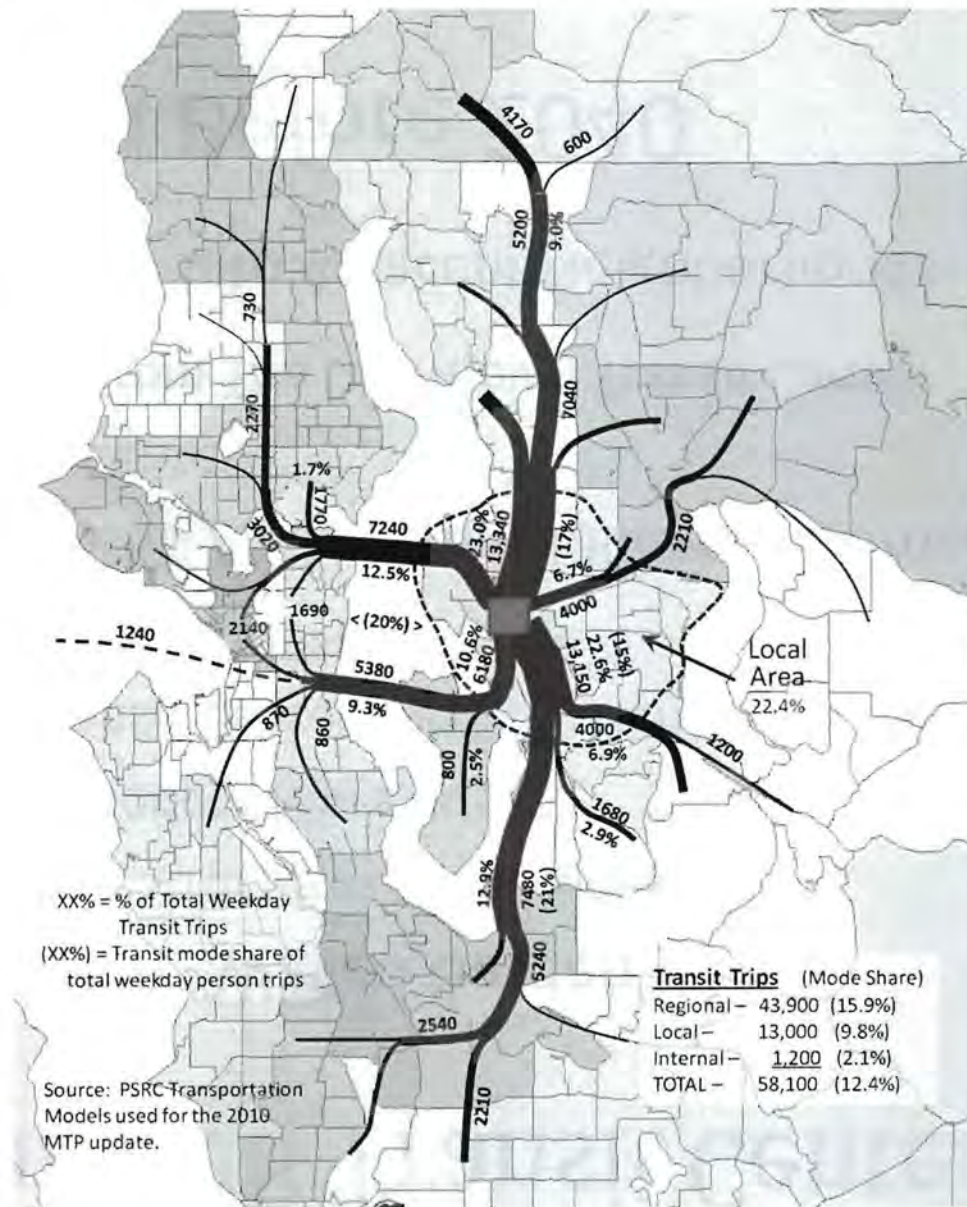 4170
600
5200
9.0%
730
7040
2270
1.7%
1770
3020
7240
12.5%
23.0%
13,340
(17%)
6.7%
4000
2210
1240
2140
1690
< (20%) >
10.6%
6180
(15%)
22.6%
13,150
Local
Area
22.4%
5380
9.3%
870
860
800
2.5%
4000
6.9%
1200
1680
2.9%
12.9%
7480
(21%)
5240
2540
2210
XX% = % of Total Weekday
Transit Trips
(XX%) = Transit mode share of
total weekday person trips
Source: PSRC Transportation
Models used for the 2010
MTP update.
Transit Trips (Mode Share)
Regional – 43,900 (15.9%)
Local – 13,000 (9.8%)
Internal – 1,200 (2.1%)
TOTAL – 58,100 (12.4%)